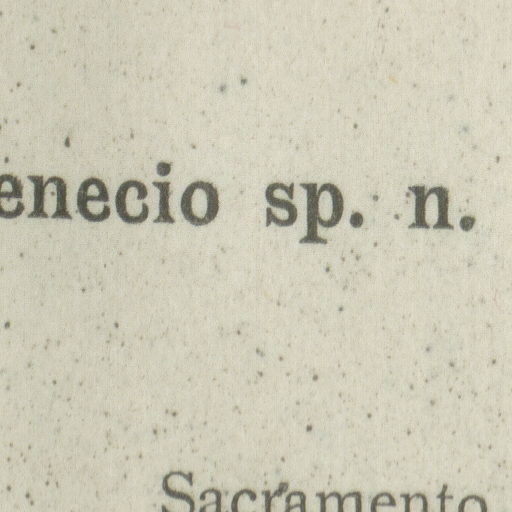 enecio sp. n.
Sacramento